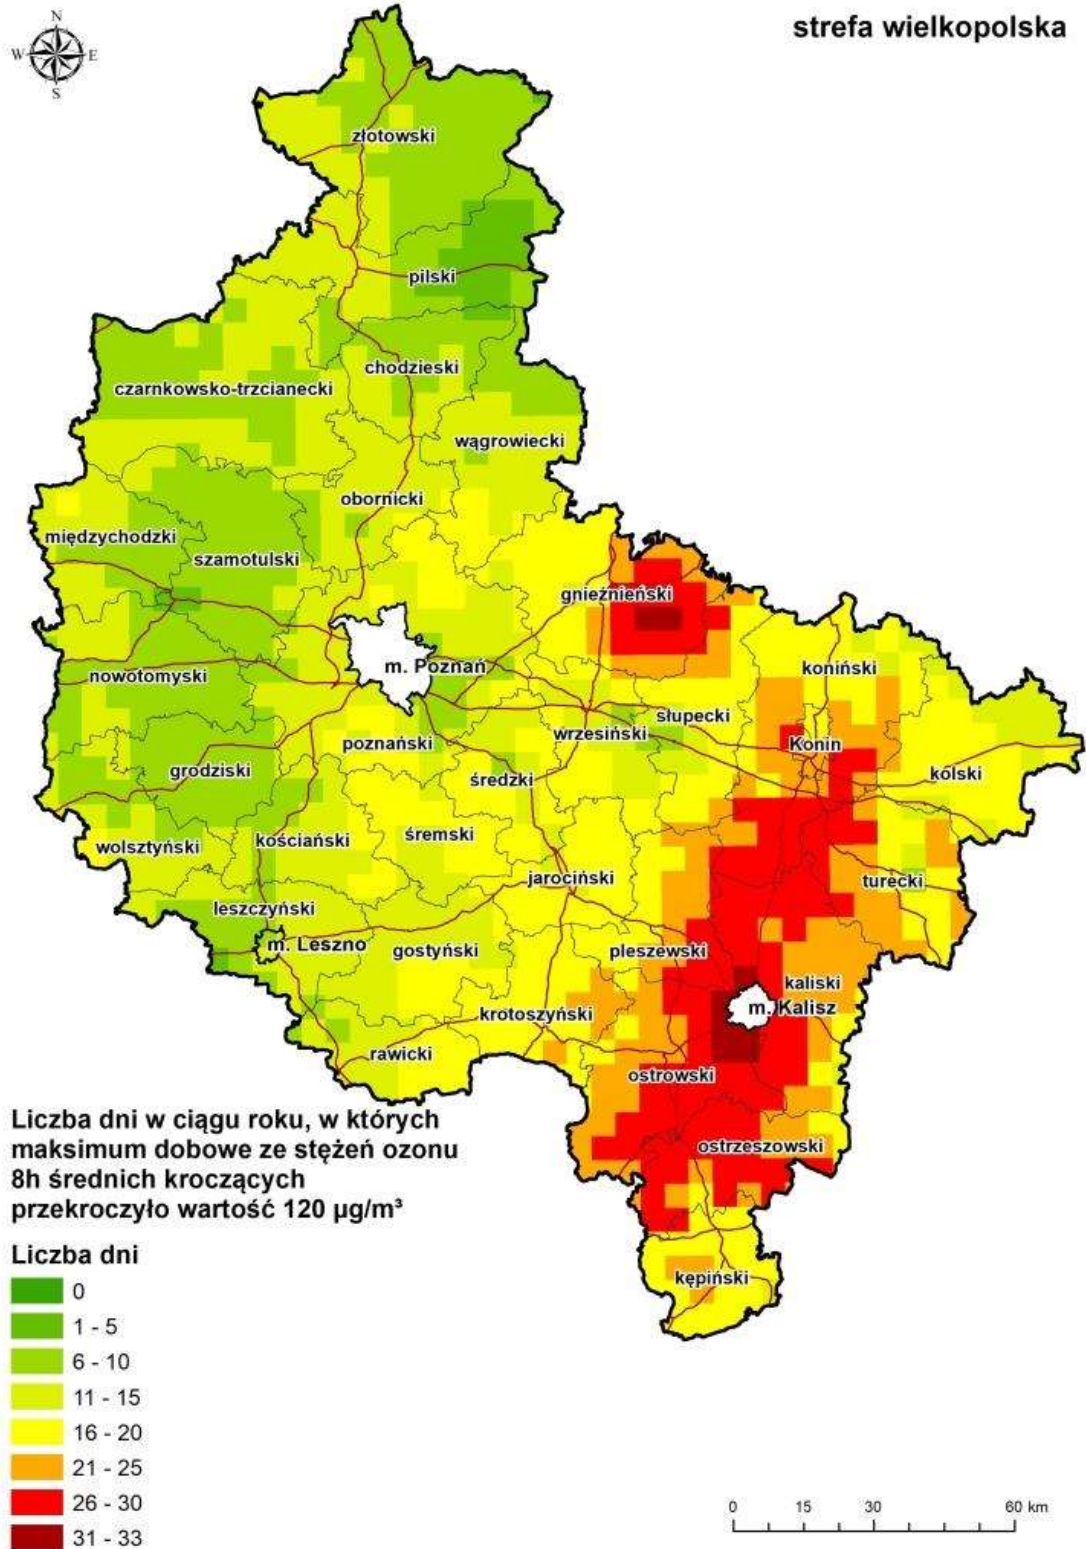 strefa wielkopolska
N
W E
S
złotowski
pilski
chodzieski
czarnkowsko-trzcianecki
wągrowiecki
obornicki
międzychodzki
szamotulski
gnieźnieński
m. Poznań
koniński
nowotomyski
słupecki
wrzesiński
poznański
Konin
grodziski
średzki
kolski
śremski
kościański
wolsztyński
jarociński
turecki
leszczyński
m. Leszno
gostyński
pleszewski
kaliski
m. Kalisz
krotoszyński
rawicki
ostrowski
ostrzeszowski
kępiński
Liczba dni w ciągu roku, w których
maksimum dobowe ze stężeń ozonu
8h średnich kroczących
przekroczyło wartość 120 µg/m³
Liczba dni
0
1 - 5
6 - 10
11 - 15
16 - 20
21 - 25
26 - 30
31 - 33
0 15 30 60 km